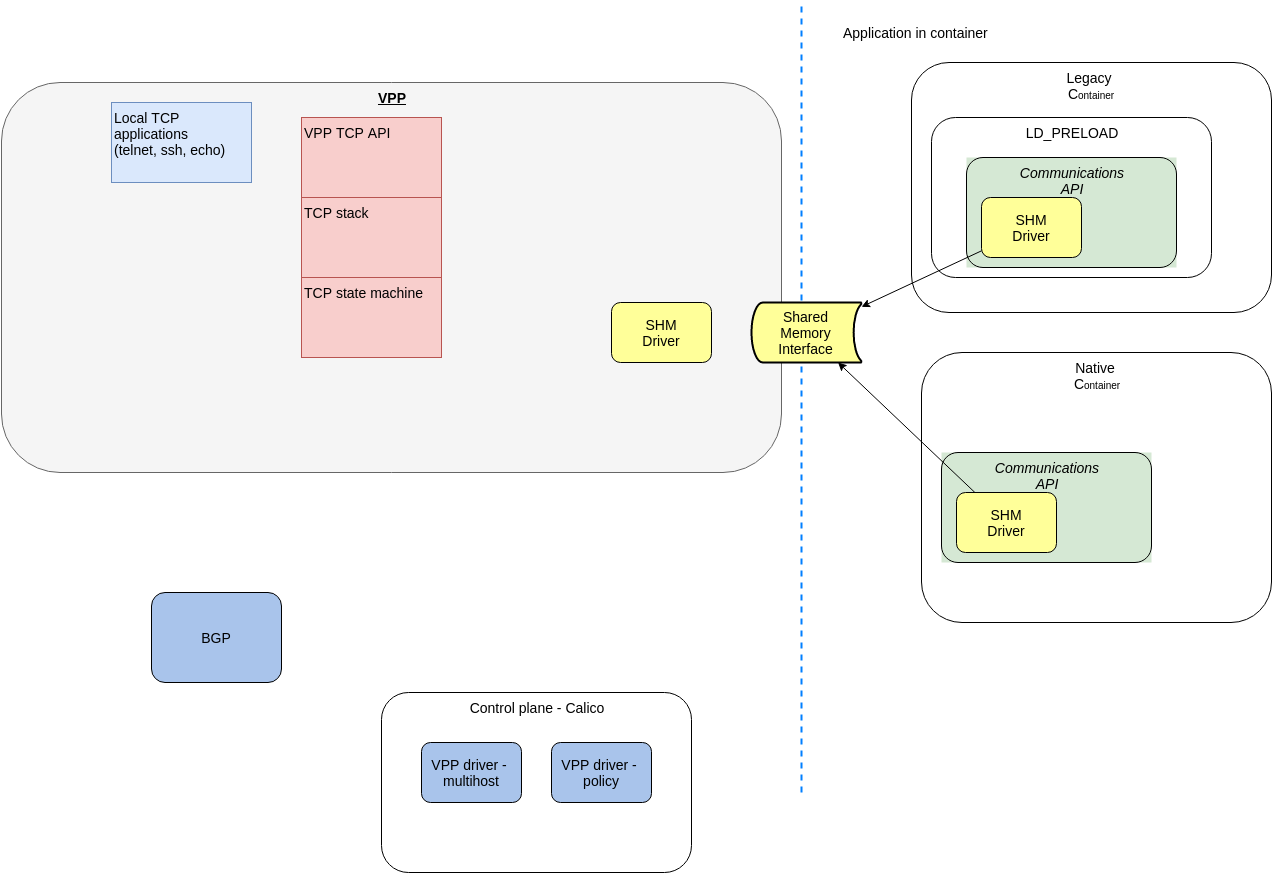 Application in container
VPP
Local TCP
applications
(telnet, ssh, echo)
VPP TCP API
TCP stack
TCP state machine
SHM
Driver
Shared
Memory
Interface
Legacy
Container
LD_PRELOAD
Communications
API
SHM
Driver
Native
Container
Communications
API
SHM
Driver
BGP
Control plane - Calico
VPP driver -
multihost
VPP driver -
policy